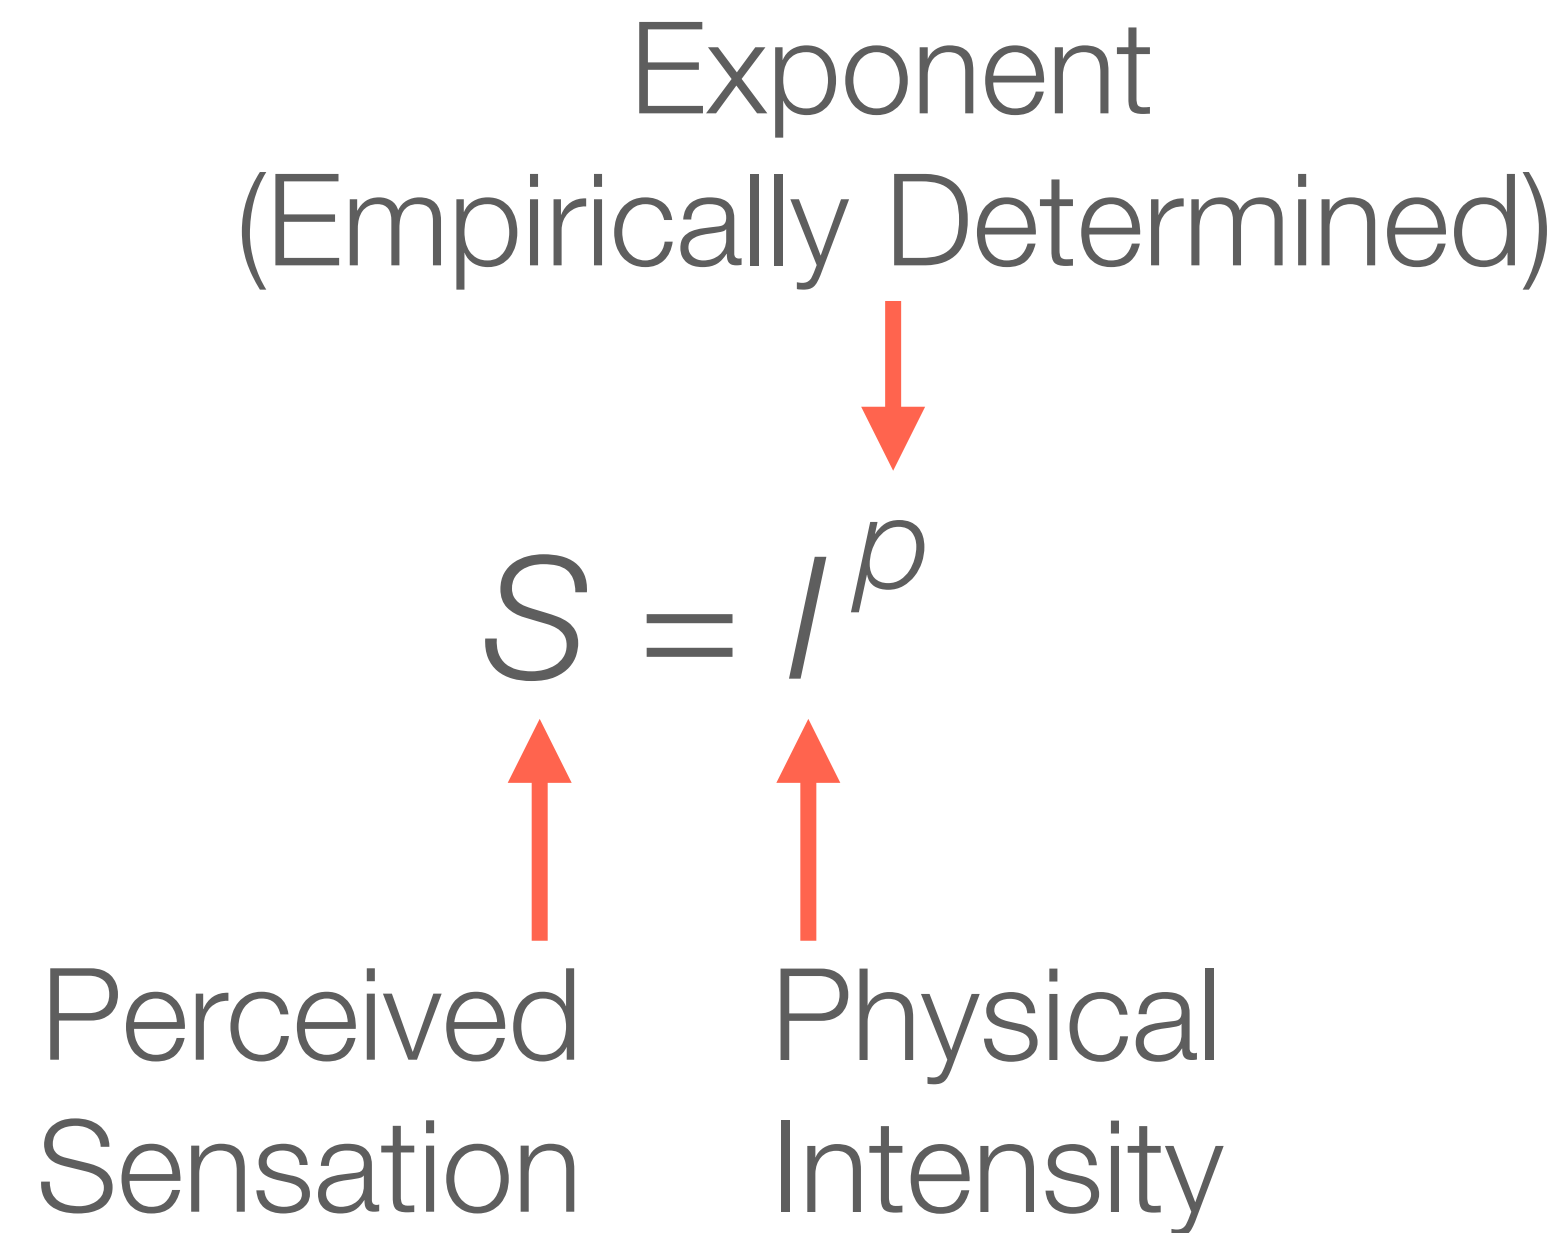 Exponent
(Empirically Determined)
S = I^p
Perceived Sensation
Physical Intensity